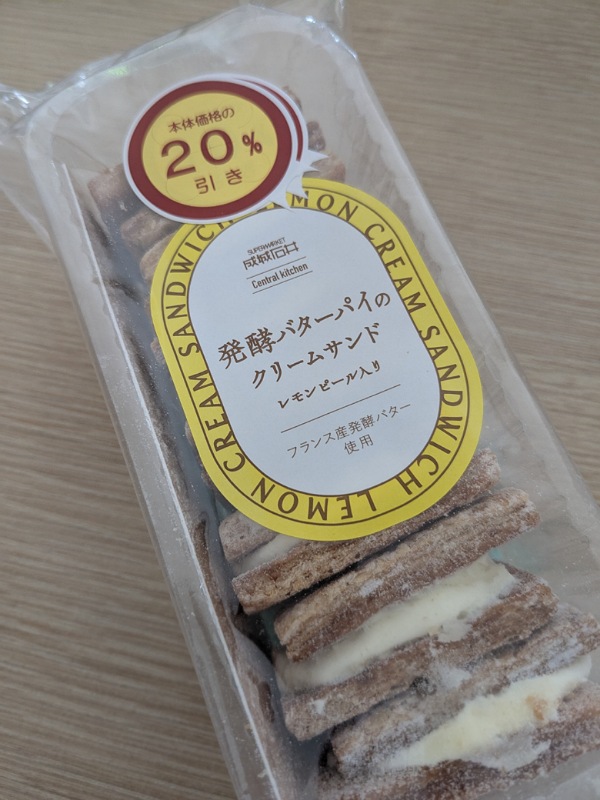 本体価格の
20%
引き
SUPERMARKET
成城石井
Central kitchen
発酵バターパイの
クリームサンド
レモンピール入り
フランス産発酵バター
使用
LEMON CREAM SANDWICH LEMON CREAM SANDWICH